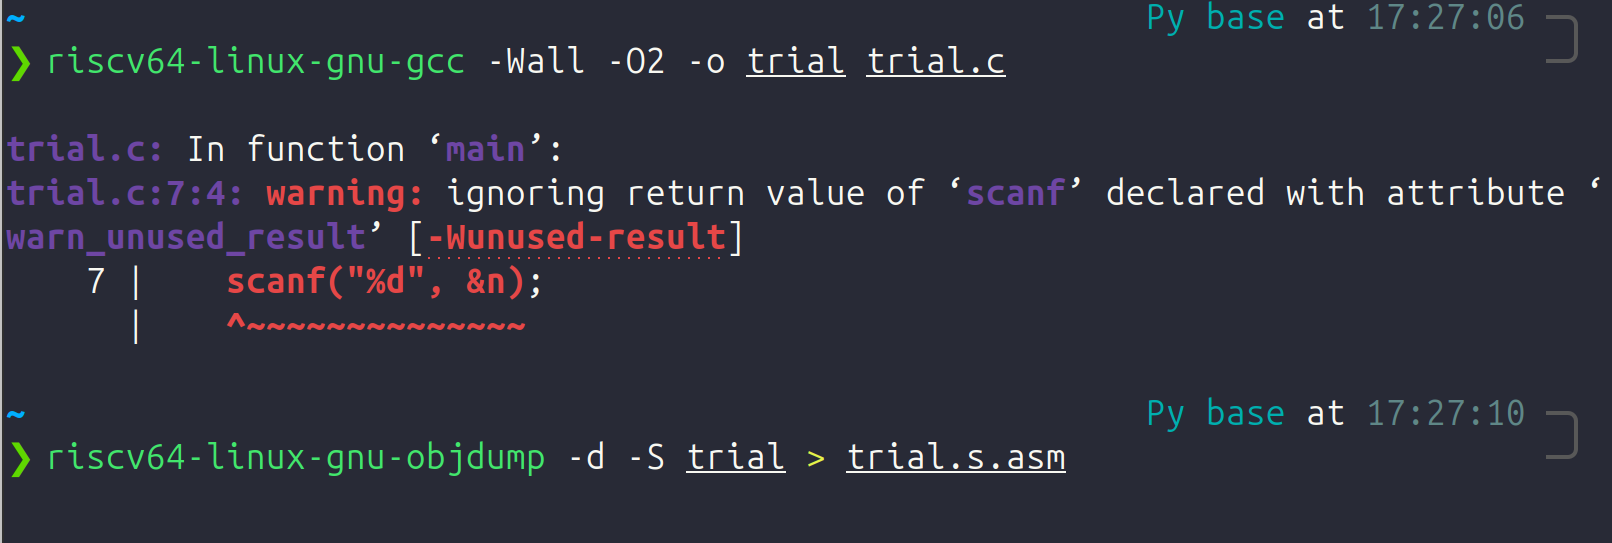 ~ Py base at 17:27:06
❯ riscv64-linux-gnu-gcc -Wall -O2 -o trial trial.c
trial.c: In function ‘main’:
trial.c:7:4: warning: ignoring return value of ‘scanf’ declared with attribute ‘
warn_unused_result’ [-Wunused-result]
7 | scanf("%d", &n);
| ^~~~~~~~~~~~~~~
~ Py base at 17:27:10
❯ riscv64-linux-gnu-objdump -d -S trial > trial.s.asm